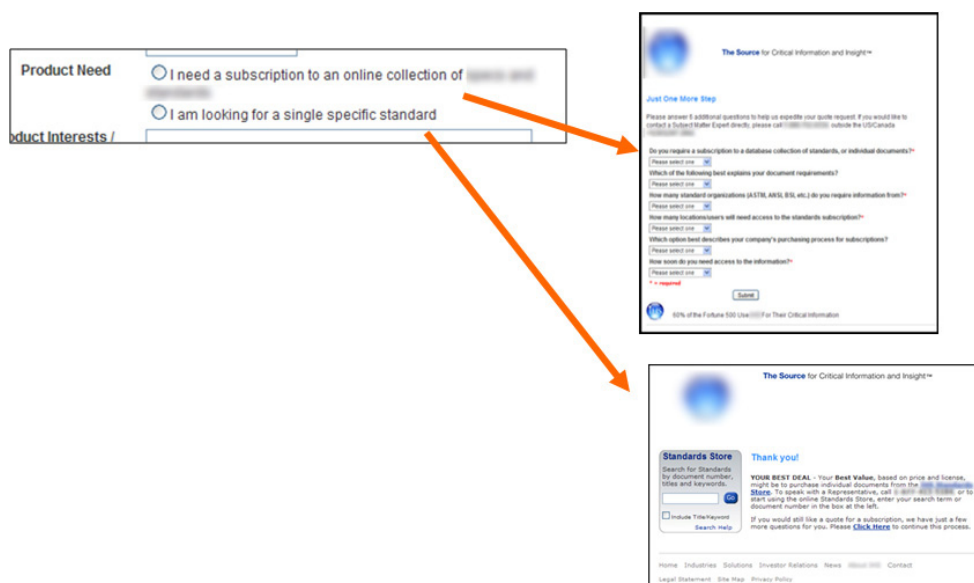 Product Need
I need a subscription to an online collection of
I am looking for a single specific standard
oduct Interests /
The Source for Critical Information and Insight™
Just One More Step
Please answer 6 additional questions to help us expedite your quote request. If you would like to
contact a Subject Matter Expert directly, please call outside the US/Canada
Do you require a subscription to a database collection of standards, or individual documents?*
Please select one
Which of the following best explains your document requirements?
Please select one
How many standard organizations (ASTM, ANSI, BSI, etc.) do you require information from?*
Please select one
How many locations/users will need access to the standards subscription?*
Please select one
Which option best describes your company's purchasing process for subscriptions?
Please select one
How soon do you need access to the information?*
Please select one
* = required
Submit
60% of the Fortune 500 Use For Their Critical Information
The Source for Critical Information and Insight™
Standards Store
Search for Standards
by document number,
titles and keywords.
Go
Include Title/Keyword
Search Help
Thank you!
YOUR BEST DEAL - Your Best Value, based on price and license,
might be to purchase individual documents from the
Store. To speak with a Representative, call or to
start using the online Standards Store, enter your search term or
document number in the box at the left.
If you would still like a quote for a subscription, we have just a few
more questions for you. Please Click Here to continue this process.
Home Industries Solutions Investor Relations News Contact
Legal Statement Site Map Privacy Policy